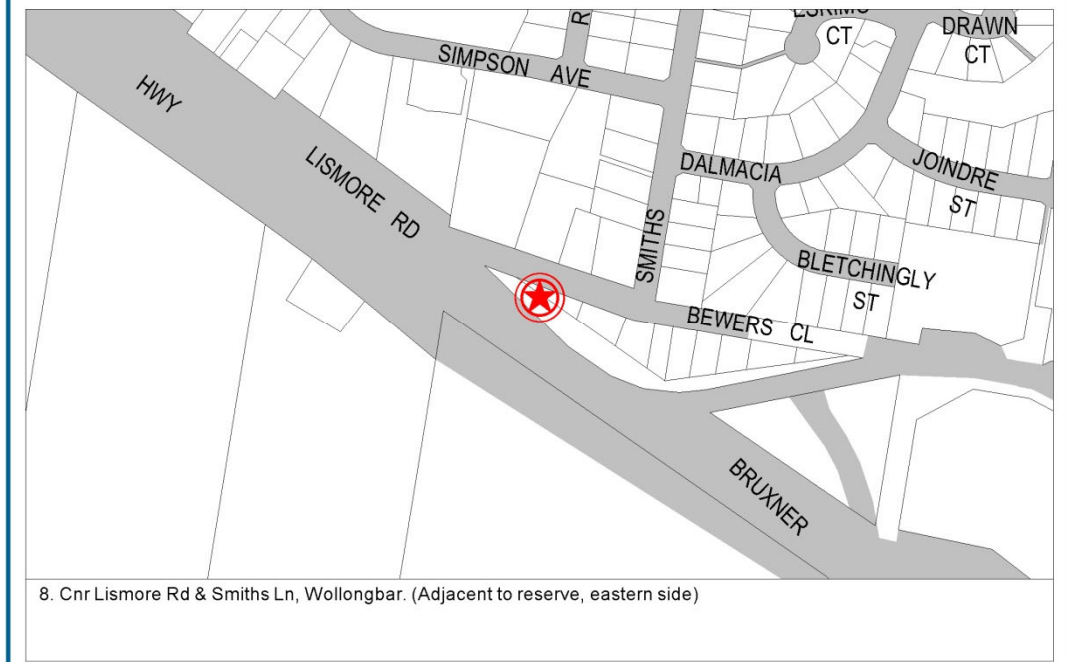 ESKIMO
CT
DRAWN
CT
R
SIMPSON AVE
HWY
LISMORE RD
DALMACIA
JOINDRE
ST
SMITHS
BLETCHINGLY
ST
BEWERS CL
BRUXNER
8. Cnr Lismore Rd & Smiths Ln, Wollongbar. (Adjacent to reserve, eastern side)